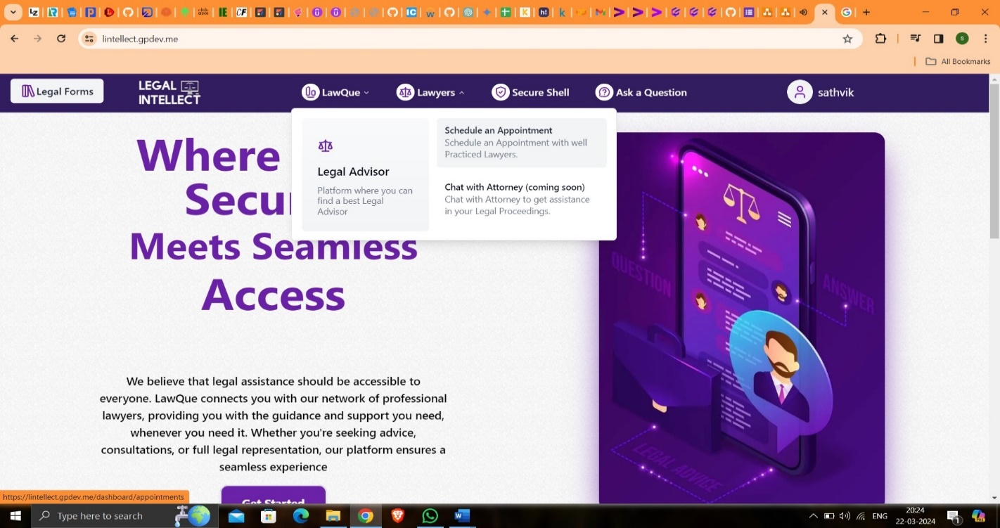 lintellect.gpdev.me
All Bookmarks
Legal Forms
LEGAL
INTELLECT
LawQue
Lawyers
Secure Shell
Ask a Question
sathvik
Legal Advisor
Platform where you can
find a best Legal
Advisor
Schedule an Appointment
Schedule an Appointment with well
Practiced Lawyers.
Chat with Attorney (coming soon)
Chat with Attorney to get assistance
in your Legal Proceedings.
Where
Meets Seamless
Access
We believe that legal assistance should be accessible to
everyone. LawQue connects you with our network of professional
lawyers, providing you with the guidance and support you need,
whenever you need it. Whether you're seeking advice,
consultations, or full legal representation, our platform ensures a
seamless experience
Get Started
QUESTION
ANSWER
LEGAL ADVICE
https://lintellect.gpdev.me/dashboard/appointments
Type here to search
ENG
20:24
22-03-2024